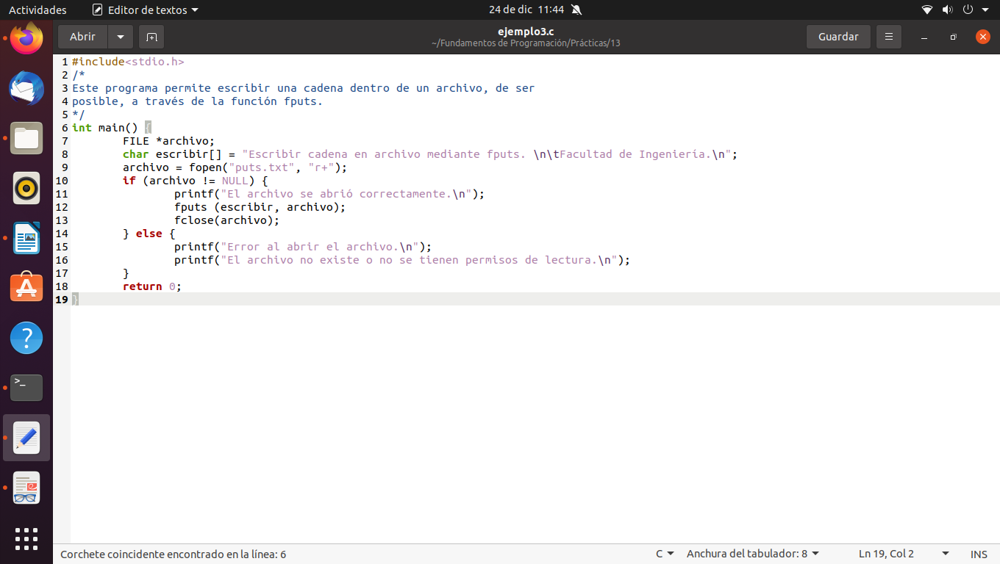 Actividades Editor de textos 24 de dic 11:44
Abrir ejemplo3.c Guardar
~/Fundamentos de Programación/Prácticas/13
1 #include<stdio.h>
2 /*
3 Este programa permite escribir una cadena dentro de un archivo, de ser
4 posible, a través de la función fputs.
5 */
6 int main() {
7 FILE *archivo;
8 char escribir[] = "Escribir cadena en archivo mediante fputs. \n\tFacultad de Ingeniería.\n";
9 archivo = fopen("puts.txt", "r+");
10 if (archivo != NULL) {
11 printf("El archivo se abrió correctamente.\n");
12 fputs (escribir, archivo);
13 fclose(archivo);
14 } else {
15 printf("Error al abrir el archivo.\n");
16 printf("El archivo no existe o no se tienen permisos de lectura.\n");
17 }
18 return 0;
19 }
Corchete coincidente encontrado en la línea: 6 C Anchura del tabulador: 8 Ln 19, Col 2 INS